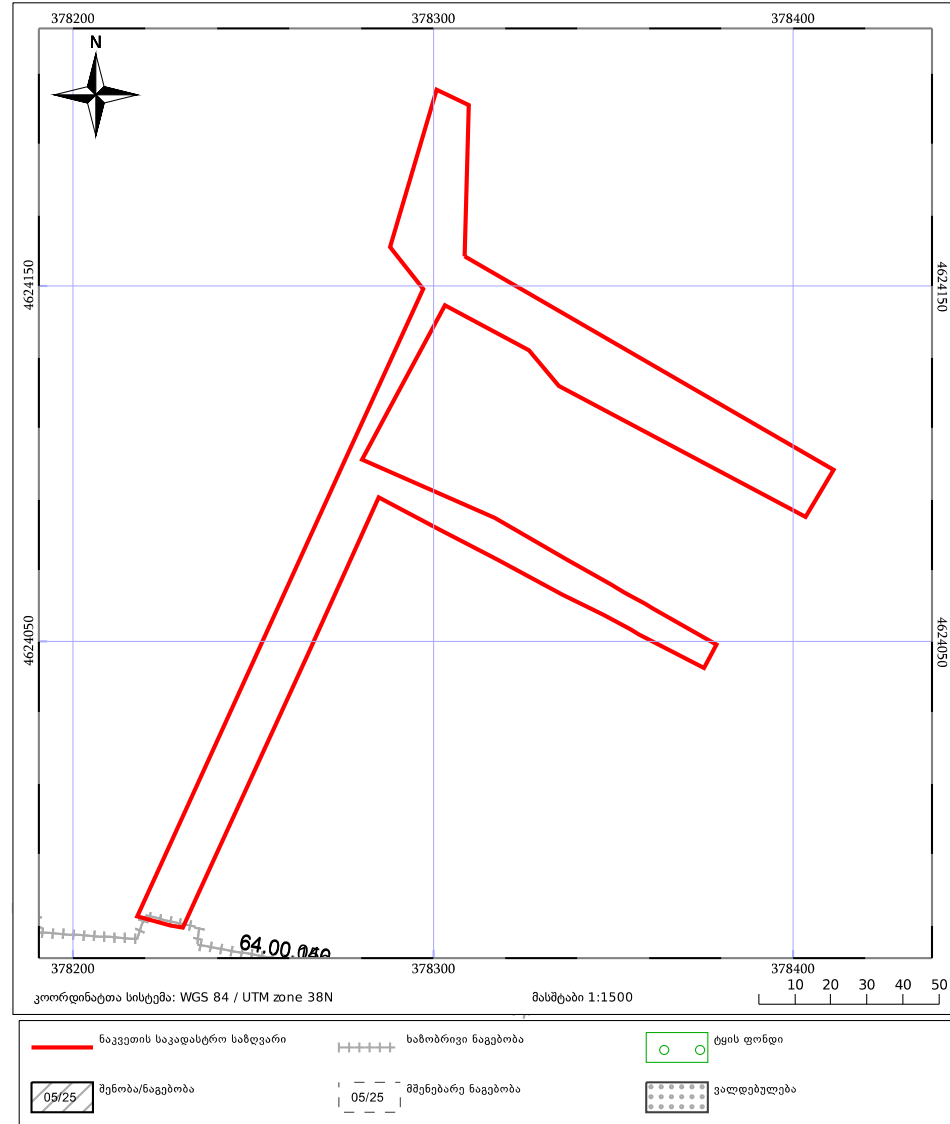 378200 378300 378400
N
4624150 4624150
4624050 4624050
64.00
378200 378300 378400
კოორდინატთა სისტემა: WGS 84 / UTM zone 38N მასშტაბი 1:1500 10 20 30 40 50
ნაკვეთის საკადასტრო საზღვარი ხაზობრივი ნაგებობა ტყის ფონდი
05/25 შენობა/ნაგებობა 05/25 მშენებარე ნაგებობა ვალდებულება